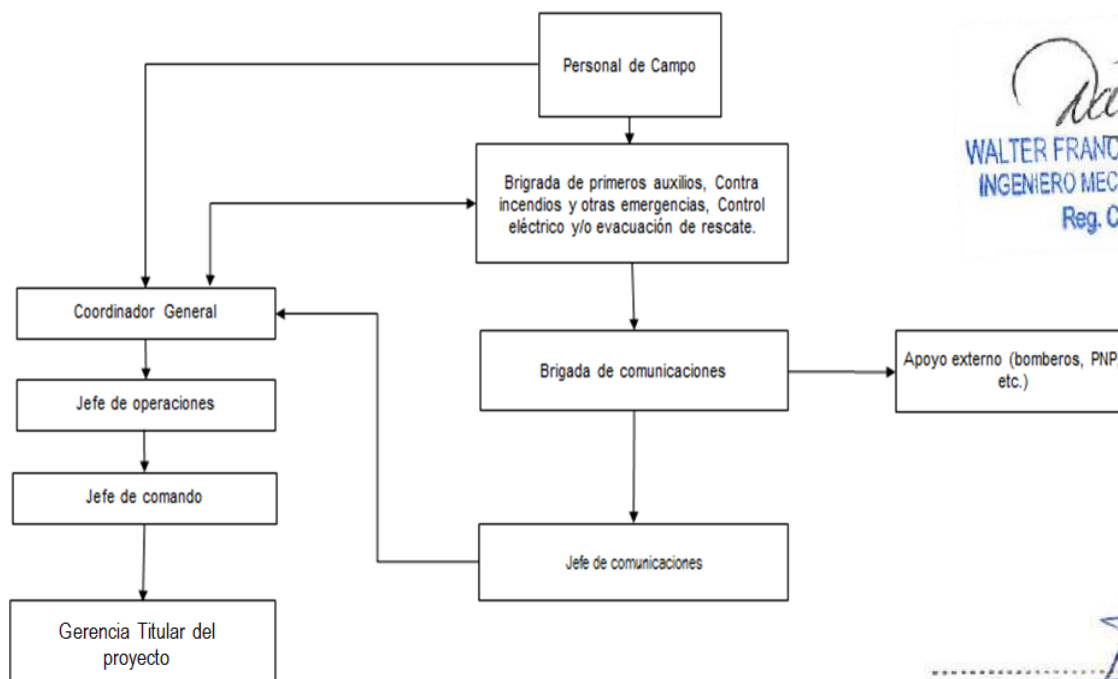 Personal de Campo
WALTER FRANC
INGENIERO MEC
Reg. C
Brigrada de primeros auxilios, Contra
incendios y otras emergencias, Control
eléctrico y/o evacuación de rescate.
Coordinador General
Brigada de comunicaciones
Apoyo externo (bomberos, PNP,
etc.)
Jefe de operaciones
Jefe de comando
Jefe de comunicaciones
Gerencia Titular del
proyecto